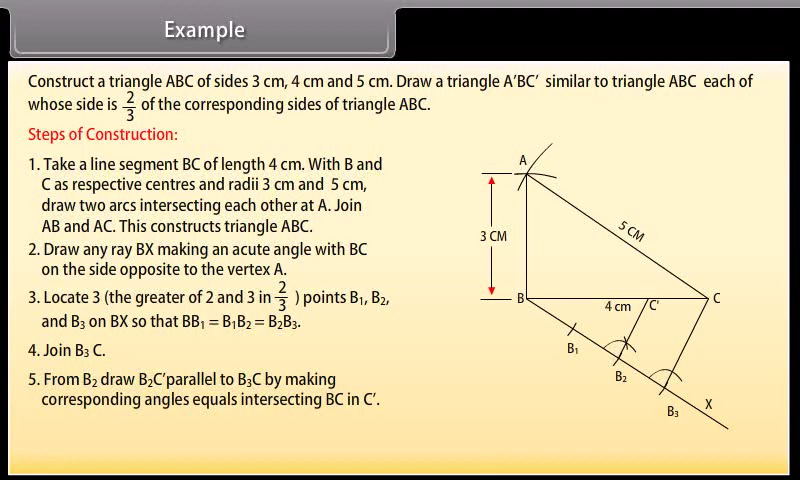 Example
Construct a triangle ABC of sides 3 cm, 4 cm and 5 cm. Draw a triangle A'BC' similar to triangle ABC each of
whose side is 2/3 of the corresponding sides of triangle ABC.
Steps of Construction:
1. Take a line segment BC of length 4 cm. With B and
C as respective centres and radii 3 cm and 5 cm,
draw two arcs intersecting each other at A. Join
AB and AC. This constructs triangle ABC.
2. Draw any ray BX making an acute angle with BC
on the side opposite to the vertex A.
3. Locate 3 (the greater of 2 and 3 in 2/3 ) points B₁, B₂,
and B₃ on BX so that BB₁ = B₁B₂ = B₂B₃.
4. Join B₃ C.
5. From B₂ draw B₂C'parallel to B₃C by making
corresponding angles equals intersecting BC in C'.
A
5 CM
3 CM
B
4 cm
C'
C
B₁
B₂
B₃
X